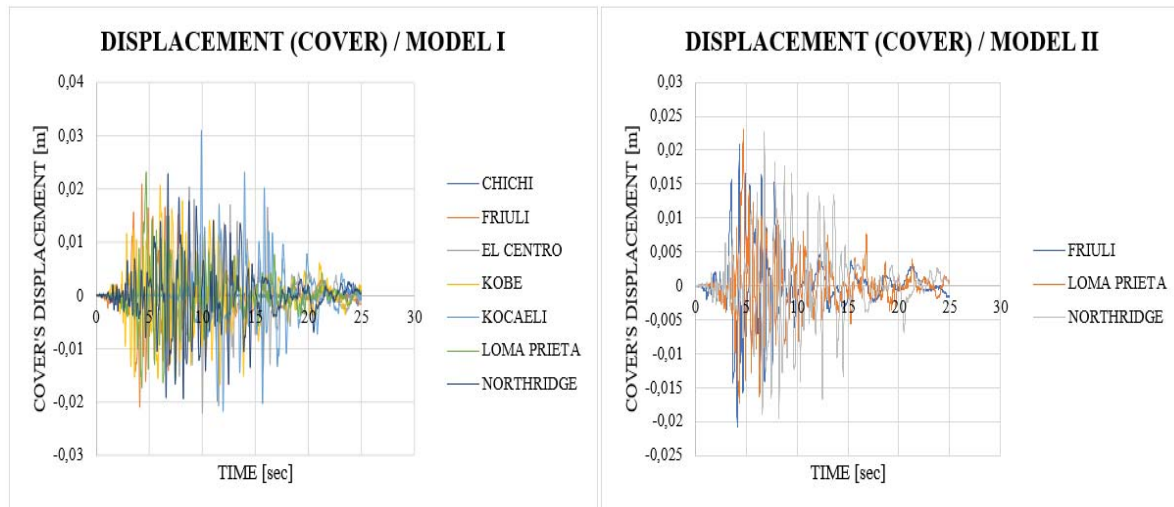 DISPLACEMENT (COVER) / MODEL I
COVER'S DISPLACEMENT [m]
0,04
0,03
0,02
0,01
0
-0,01
-0,02
-0,03
0 5 10 15 20 25
TIME [sec]
CHICHI
FRIULI
EL CENTRO
KOBE
KOCAELI
LOMA PRIETA
NORTHRIDGE
DISPLACEMENT (COVER) / MODEL II
COVER'S DISPLACEMENT [m]
0,03
0,025
0,02
0,015
0,01
0,005
0
-0,005
-0,01
-0,015
-0,02
-0,025
0 5 10 15 20 25 30
TIME [sec]
FRIULI
LOMA PRIETA
NORTHRIDGE